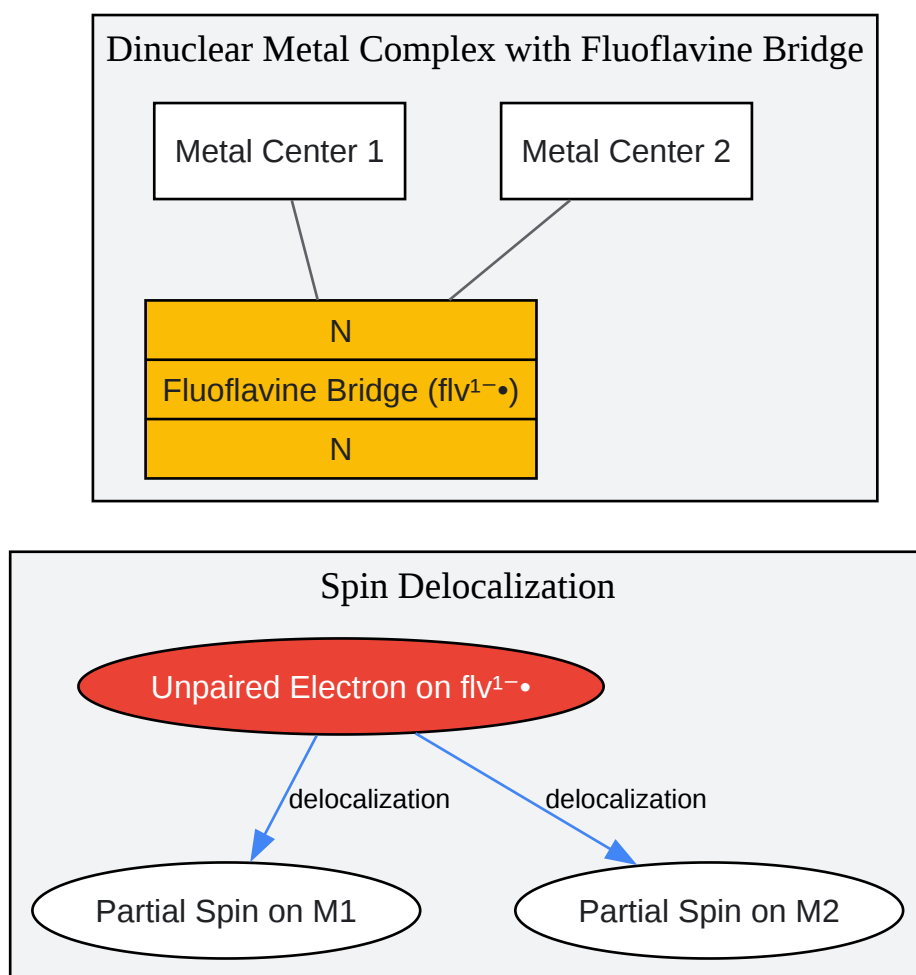 Dinuclear Metal Complex with Fluoflavine Bridge
Metal Center 1
Metal Center 2
N
Fluoflavine Bridge (flv¹⁻•)
N
Spin Delocalization
Unpaired Electron on flv¹⁻•
delocalization
delocalization
Partial Spin on M1
Partial Spin on M2